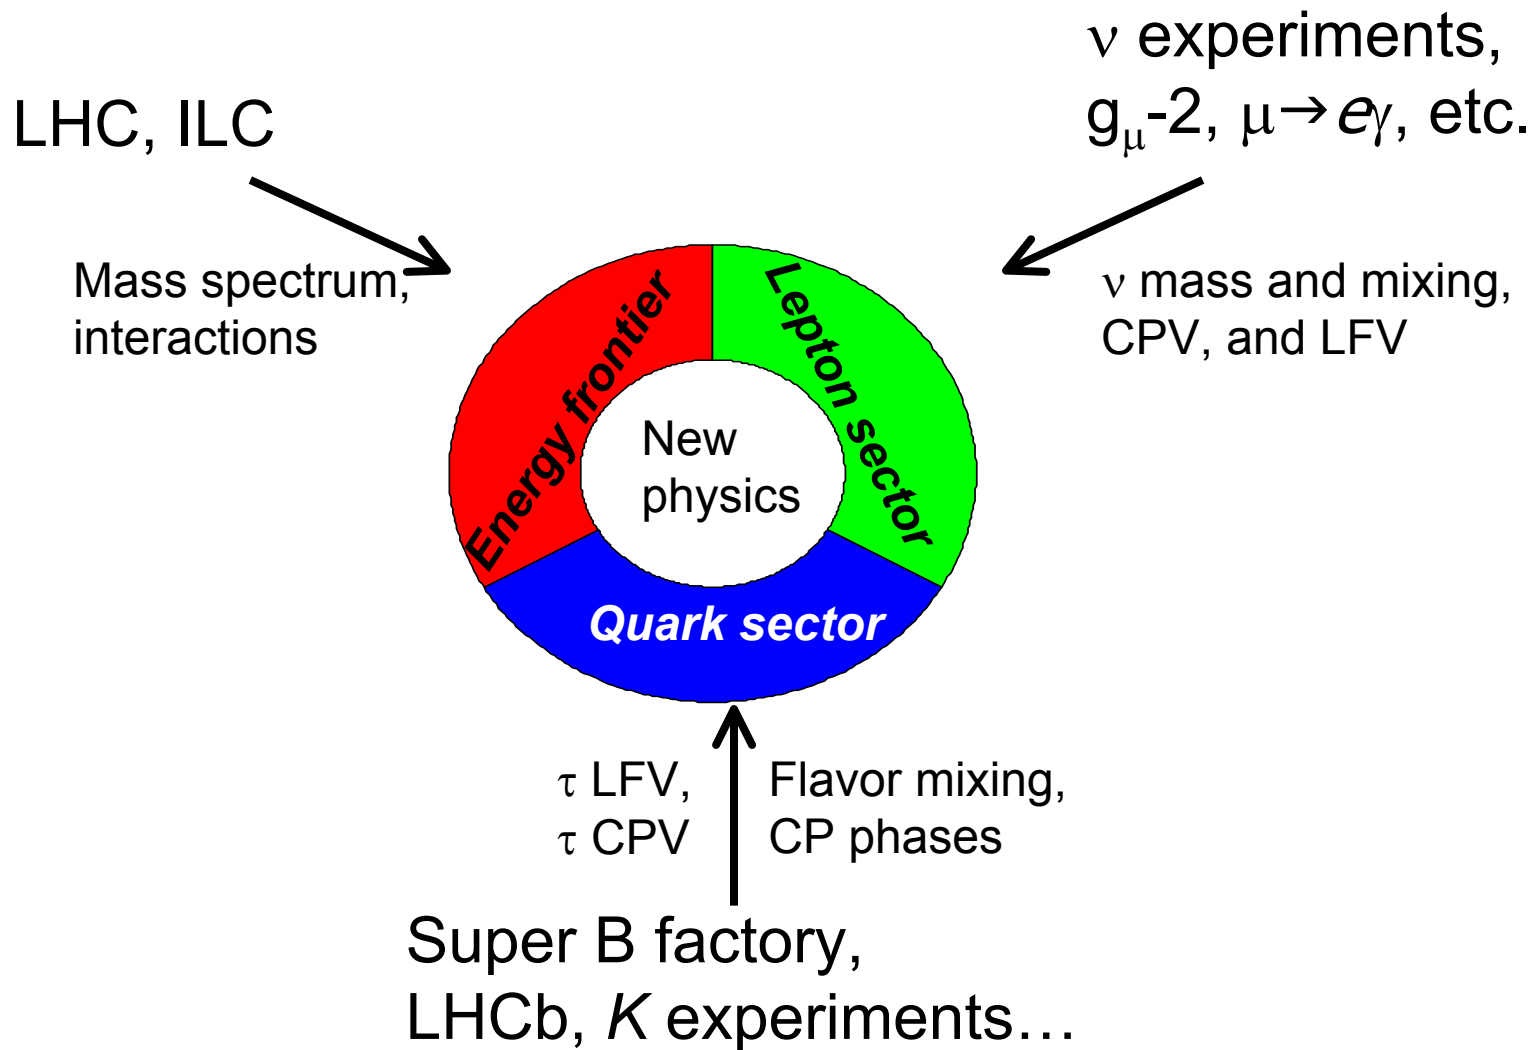 LHC, ILC
ν experiments,
gμ-2, μ→eγ, etc.
Mass spectrum,
interactions
ν mass and mixing,
CPV, and LFV
Energy frontier
Lepton sector
New
physics
Quark sector
τ LFV,
τ CPV
Flavor mixing,
CP phases
Super B factory,
LHCb, K experiments…